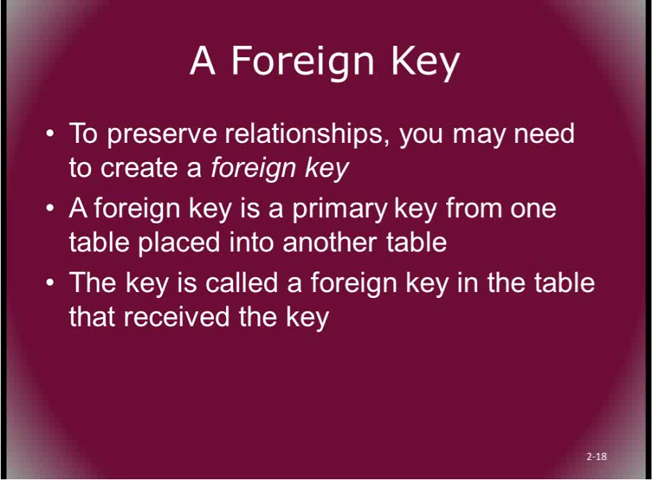 A Foreign Key
• To preserve relationships, you may need
to create a foreign key
• A foreign key is a primary key from one
table placed into another table
• The key is called a foreign key in the table
that received the key
2-18